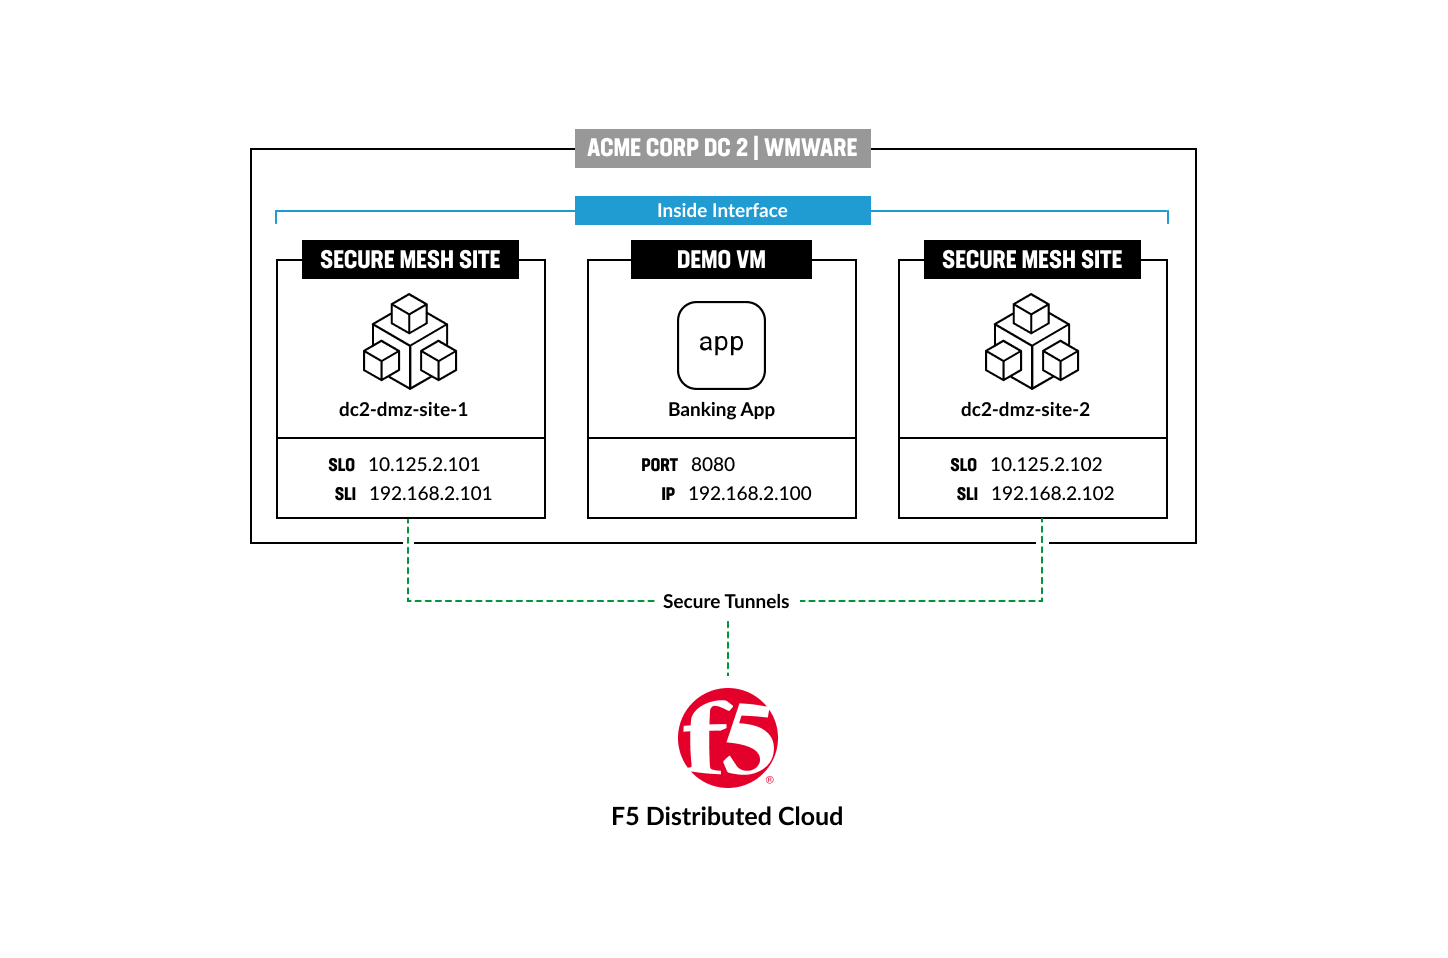 ACME CORP DC 2 | WMWARE
Inside Interface
SECURE MESH SITE
dc2-dmz-site-1
SLO 10.125.2.101
SLI 192.168.2.101
DEMO VM
app
Banking App
PORT 8080
IP 192.168.2.100
SECURE MESH SITE
dc2-dmz-site-2
SLO 10.125.2.102
SLI 192.168.2.102
Secure Tunnels
f5®
F5 Distributed Cloud